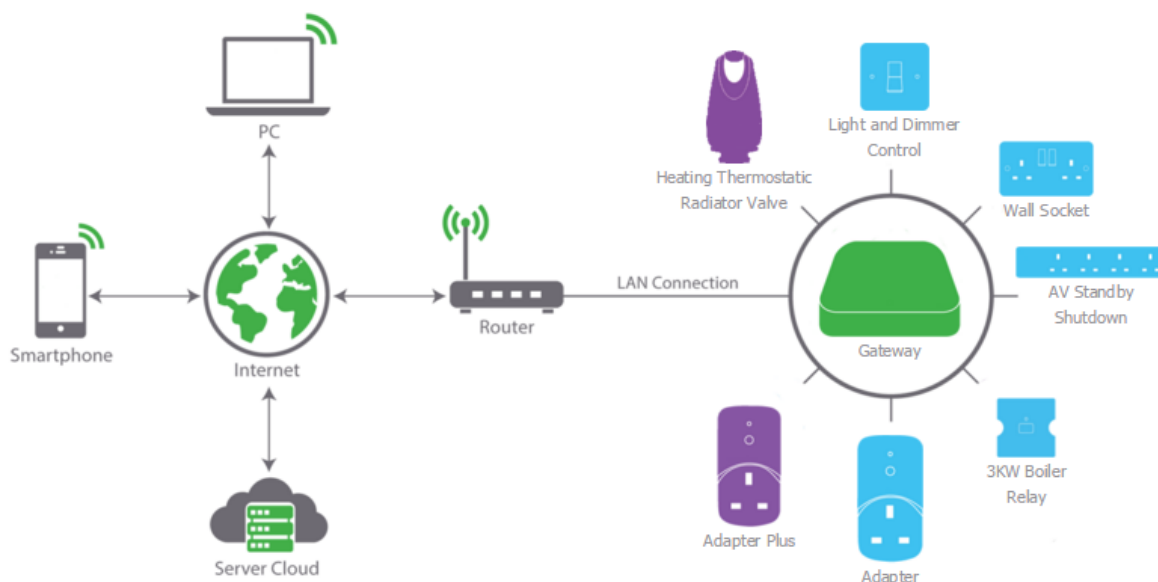 PC
Smartphone
Internet
Server Cloud
Router
LAN Connection
Heating Thermostatic
Radiator Valve
Light and Dimmer
Control
Wall Socket
AV Standby
Shutdown
Gateway
3KW Boiler
Relay
Adapter Plus
Adapter